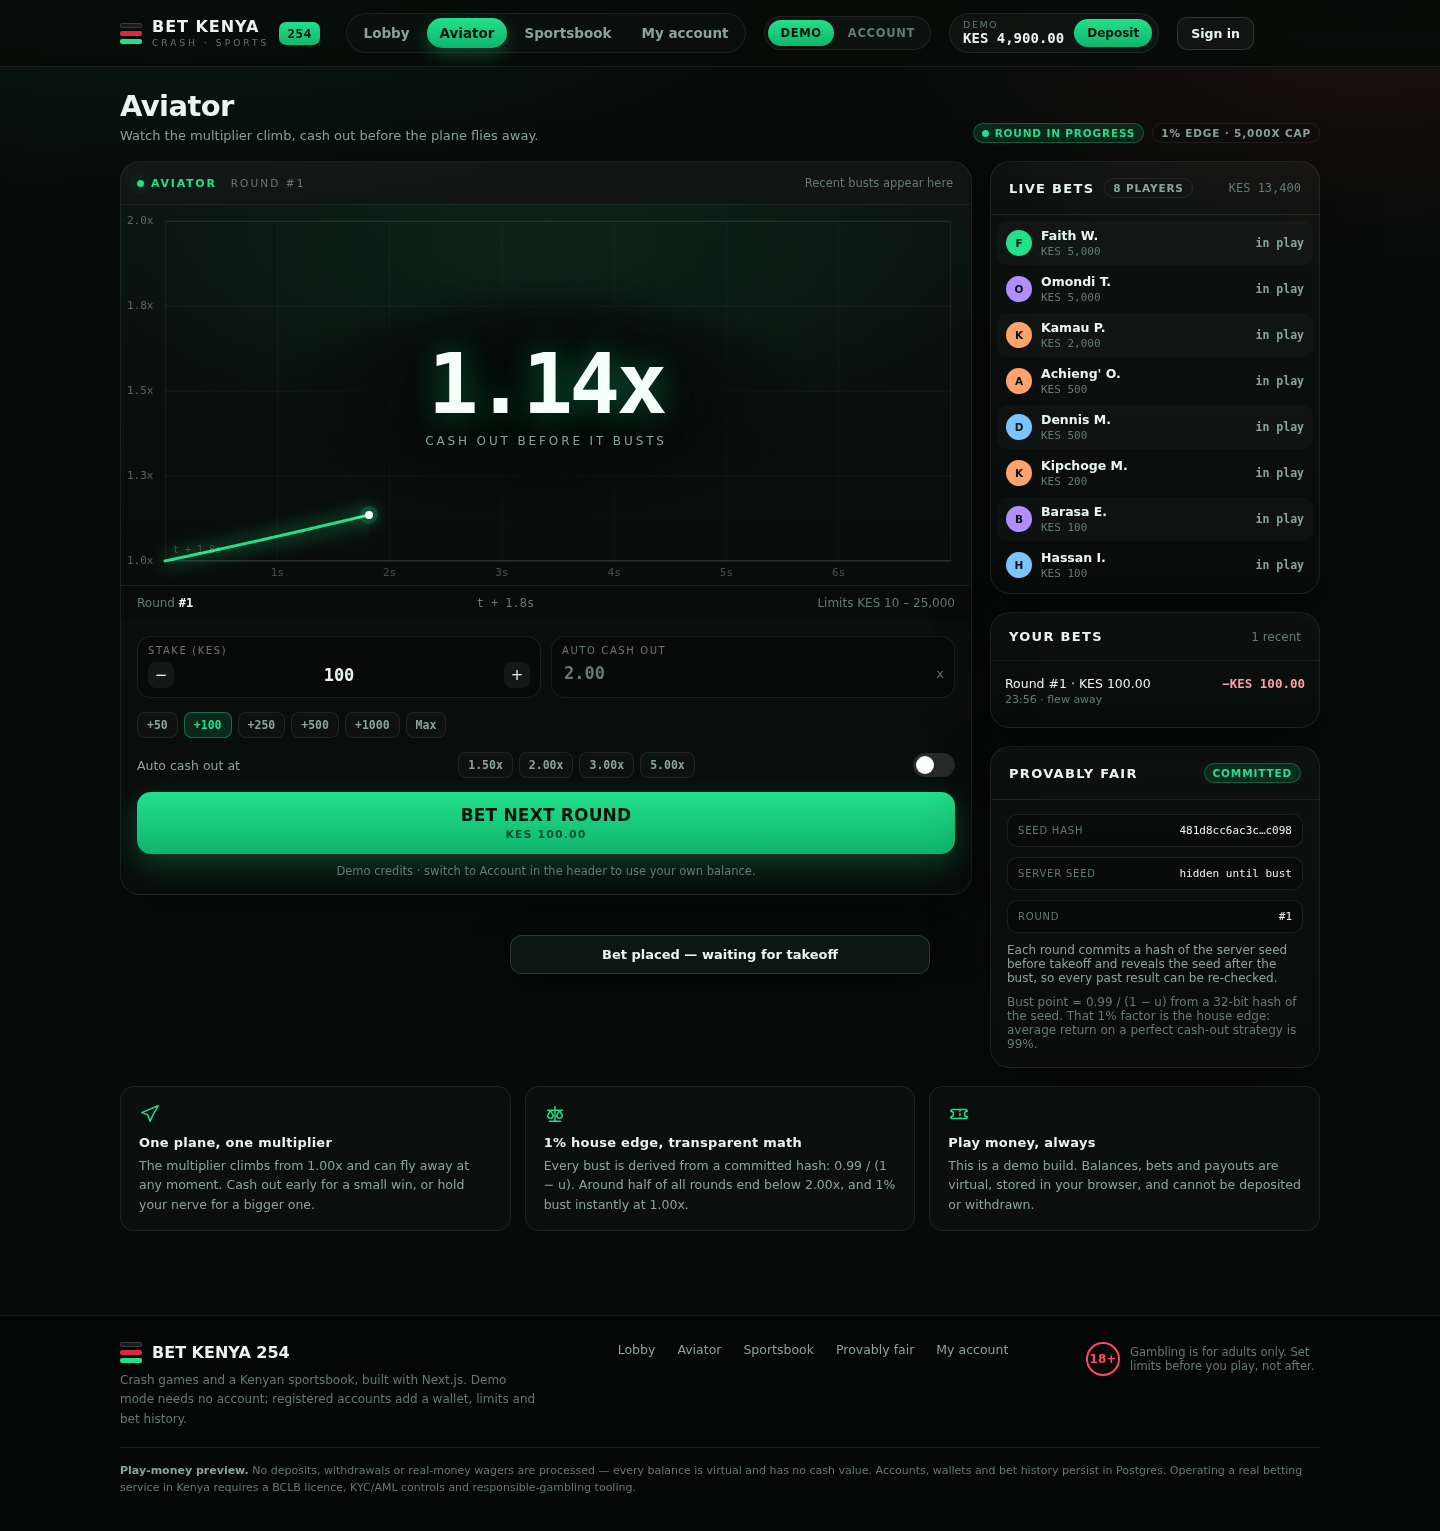 BET KENYA
CRASH · SPORTS
254
Lobby
Aviator
Sportsbook
My account
DEMO
ACCOUNT
DEMO
KES 4,900.00
Deposit
Sign in
Aviator
Watch the multiplier climb, cash out before the plane flies away.
ROUND IN PROGRESS
1% EDGE · 5,000X CAP
AVIATOR ROUND #1
Recent busts appear here
2.0x
1.8x
1.5x
1.3x
1.0x
1.14x
CASH OUT BEFORE IT BUSTS
t + 1.8s
1s
2s
3s
4s
5s
6s
Round #1
t + 1.8s
Limits KES 10 – 25,000
STAKE (KES)
−
100
+
AUTO CASH OUT
2.00
x
+50
+100
+250
+500
+1000
Max
Auto cash out at
1.50x
2.00x
3.00x
5.00x
BET NEXT ROUND
KES 100.00
Demo credits · switch to Account in the header to use your own balance.
Bet placed — waiting for takeoff
LIVE BETS
8 PLAYERS
KES 13,400
F
Faith W.
KES 5,000
in play
O
Omondi T.
KES 5,000
in play
K
Kamau P.
KES 2,000
in play
A
Achieng' O.
KES 500
in play
D
Dennis M.
KES 500
in play
K
Kipchoge M.
KES 200
in play
B
Barasa E.
KES 100
in play
H
Hassan I.
KES 100
in play
YOUR BETS
1 recent
Round #1 · KES 100.00
−KES 100.00
23:56 · flew away
PROVABLY FAIR
COMMITTED
SEED HASH
481d8cc6ac3c…c098
SERVER SEED
hidden until bust
ROUND
#1
Each round commits a hash of the server seed
before takeoff and reveals the seed after the
bust, so every past result can be re-checked.
Bust point = 0.99 / (1 − u) from a 32-bit hash of
the seed. That 1% factor is the house edge:
average return on a perfect cash-out strategy is
99%.
One plane, one multiplier
The multiplier climbs from 1.00x and can fly away at
any moment. Cash out early for a small win, or hold
your nerve for a bigger one.
1% house edge, transparent math
Every bust is derived from a committed hash: 0.99 / (1
− u). Around half of all rounds end below 2.00x, and 1%
bust instantly at 1.00x.
Play money, always
This is a demo build. Balances, bets and payouts are
virtual, stored in your browser, and cannot be deposited
or withdrawn.
BET KENYA 254
Crash games and a Kenyan sportsbook, built with Next.js. Demo
mode needs no account; registered accounts add a wallet, limits and
bet history.
Lobby
Aviator
Sportsbook
Provably fair
My account
18+
Gambling is for adults only. Set
limits before you play, not after.
Play-money preview. No deposits, withdrawals or real-money wagers are processed — every balance is virtual and has no cash value. Accounts, wallets and bet history persist in Postgres. Operating a real betting
service in Kenya requires a BCLB licence, KYC/AML controls and responsible-gambling tooling.